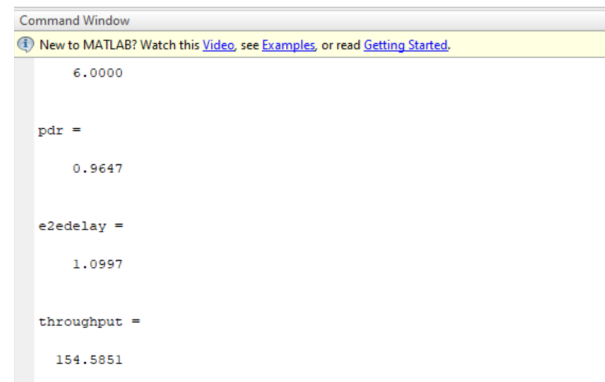 Command Window
New to MATLAB? Watch this Video, see Examples, or read Getting Started.
6.0000
pdr =
0.9647
e2edelay =
1.0997
throughput =
154.5851